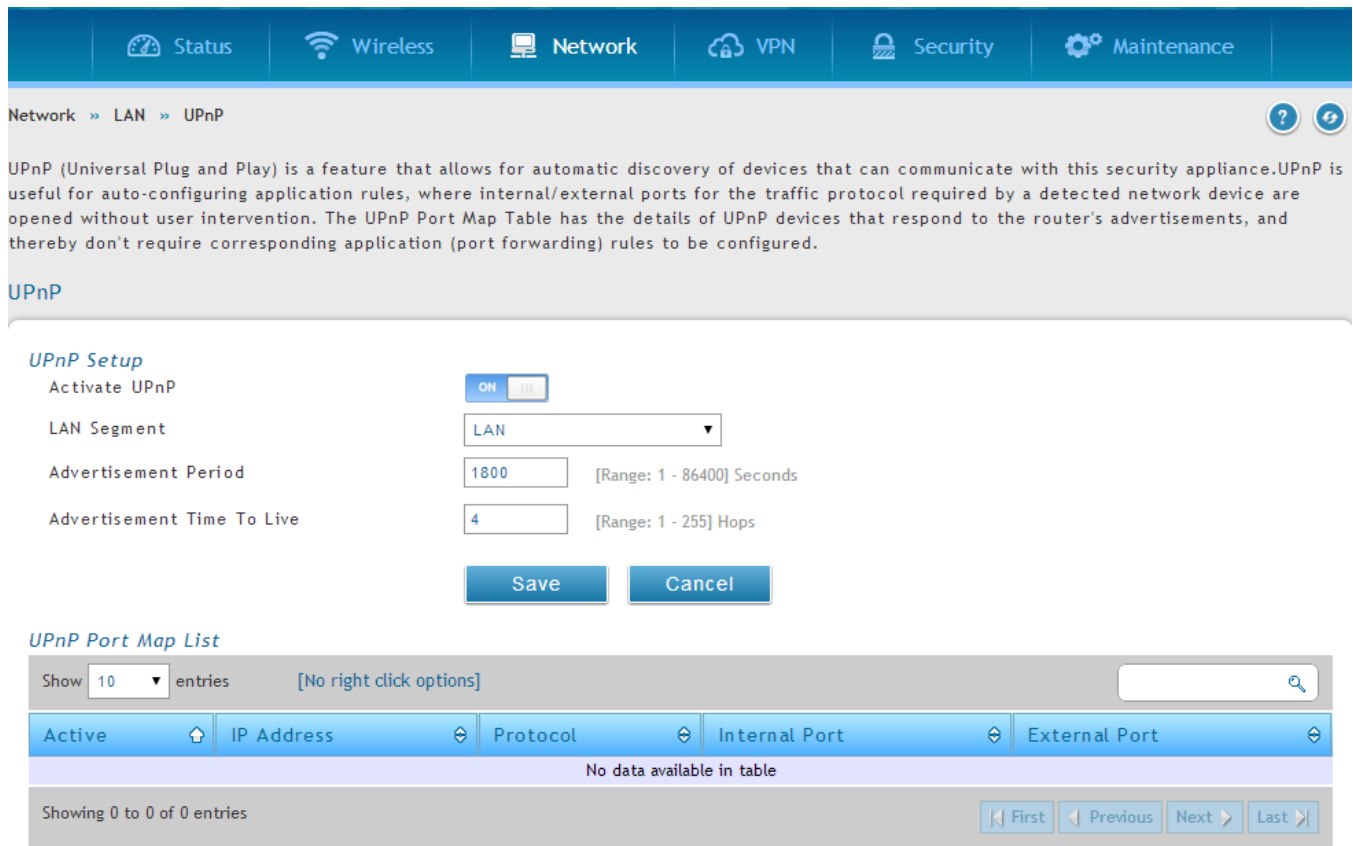 Status Wireless Network VPN Security Maintenance
Network » LAN » UPnP
UPnP (Universal Plug and Play) is a feature that allows for automatic discovery of devices that can communicate with this security appliance.UPnP is
useful for auto-configuring application rules, where internal/external ports for the traffic protocol required by a detected network device are
opened without user intervention. The UPnP Port Map Table has the details of UPnP devices that respond to the router's advertisements, and
thereby don't require corresponding application (port forwarding) rules to be configured.
UPnP
UPnP Setup
Activate UPnP ON
LAN Segment LAN
Advertisement Period 1800 [Range: 1 - 86400] Seconds
Advertisement Time To Live 4 [Range: 1 - 255] Hops
Save Cancel
UPnP Port Map List
Show 10 entries [No right click options]
Active IP Address Protocol Internal Port External Port
No data available in table
Showing 0 to 0 of 0 entries First Previous Next Last